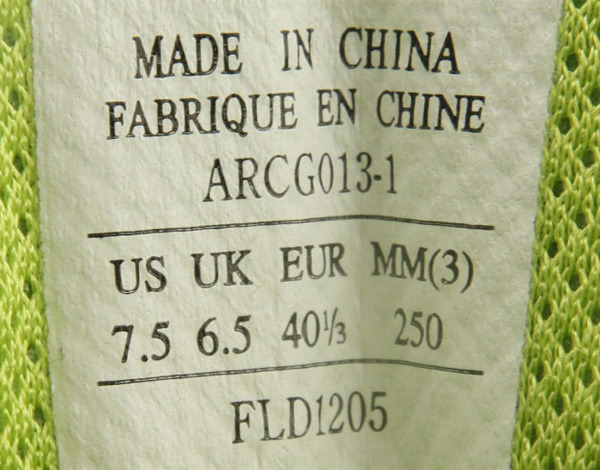 MADE IN CHINA
FABRIQUE EN CHINE
ARCG013-1
US UK EUR MM(3)
7.5 6.5 40⅓ 250
FLD1205